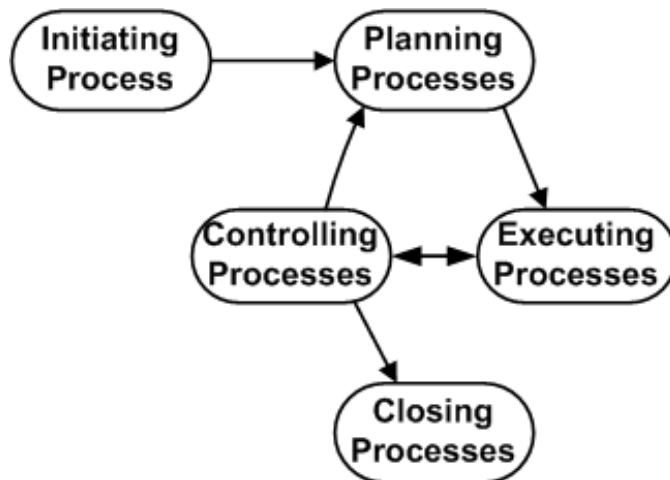 Initiating
Process
Planning
Processes
Controlling
Processes
Executing
Processes
Closing
Processes